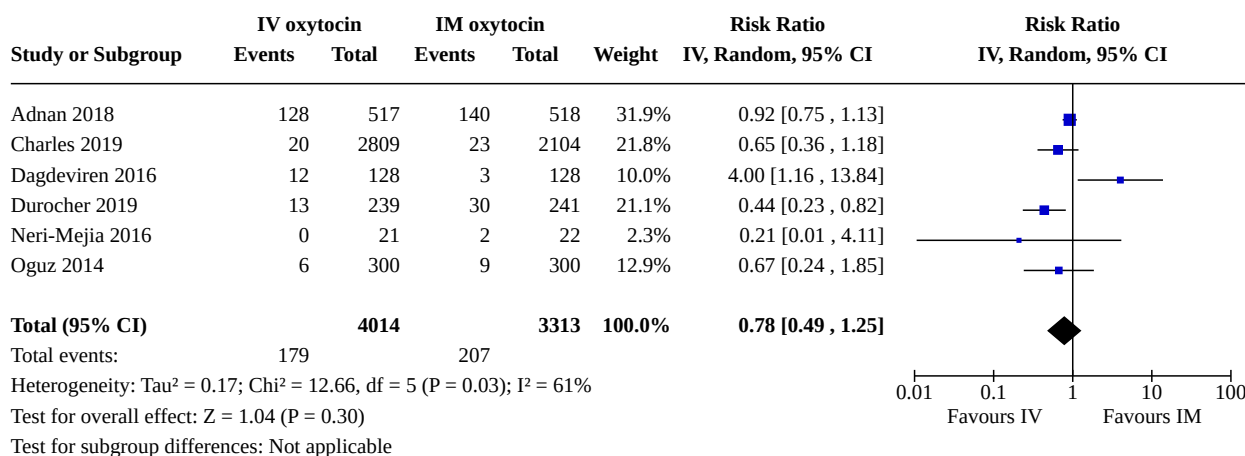 IV oxytocin IM oxytocin Risk Ratio Risk Ratio
Study or Subgroup Events Total Events Total Weight IV, Random, 95% CI IV, Random, 95% CI
Adnan 2018 128 517 140 518 31.9% 0.92 [0.75 , 1.13]
Charles 2019 20 2809 23 2104 21.8% 0.65 [0.36 , 1.18]
Dagdeviren 2016 12 128 3 128 10.0% 4.00 [1.16 , 13.84]
Durocher 2019 13 239 30 241 21.1% 0.44 [0.23 , 0.82]
Neri-Mejia 2016 0 21 2 22 2.3% 0.21 [0.01 , 4.11]
Oguz 2014 6 300 9 300 12.9% 0.67 [0.24 , 1.85]
Total (95% CI) 4014 3313 100.0% 0.78 [0.49 , 1.25]
Total events: 179 207
Heterogeneity: Tau² = 0.17; Chi² = 12.66, df = 5 (P = 0.03); I² = 61%
0.01 0.1 1 10 100
Test for overall effect: Z = 1.04 (P = 0.30) Favours IV Favours IM
Test for subgroup differences: Not applicable